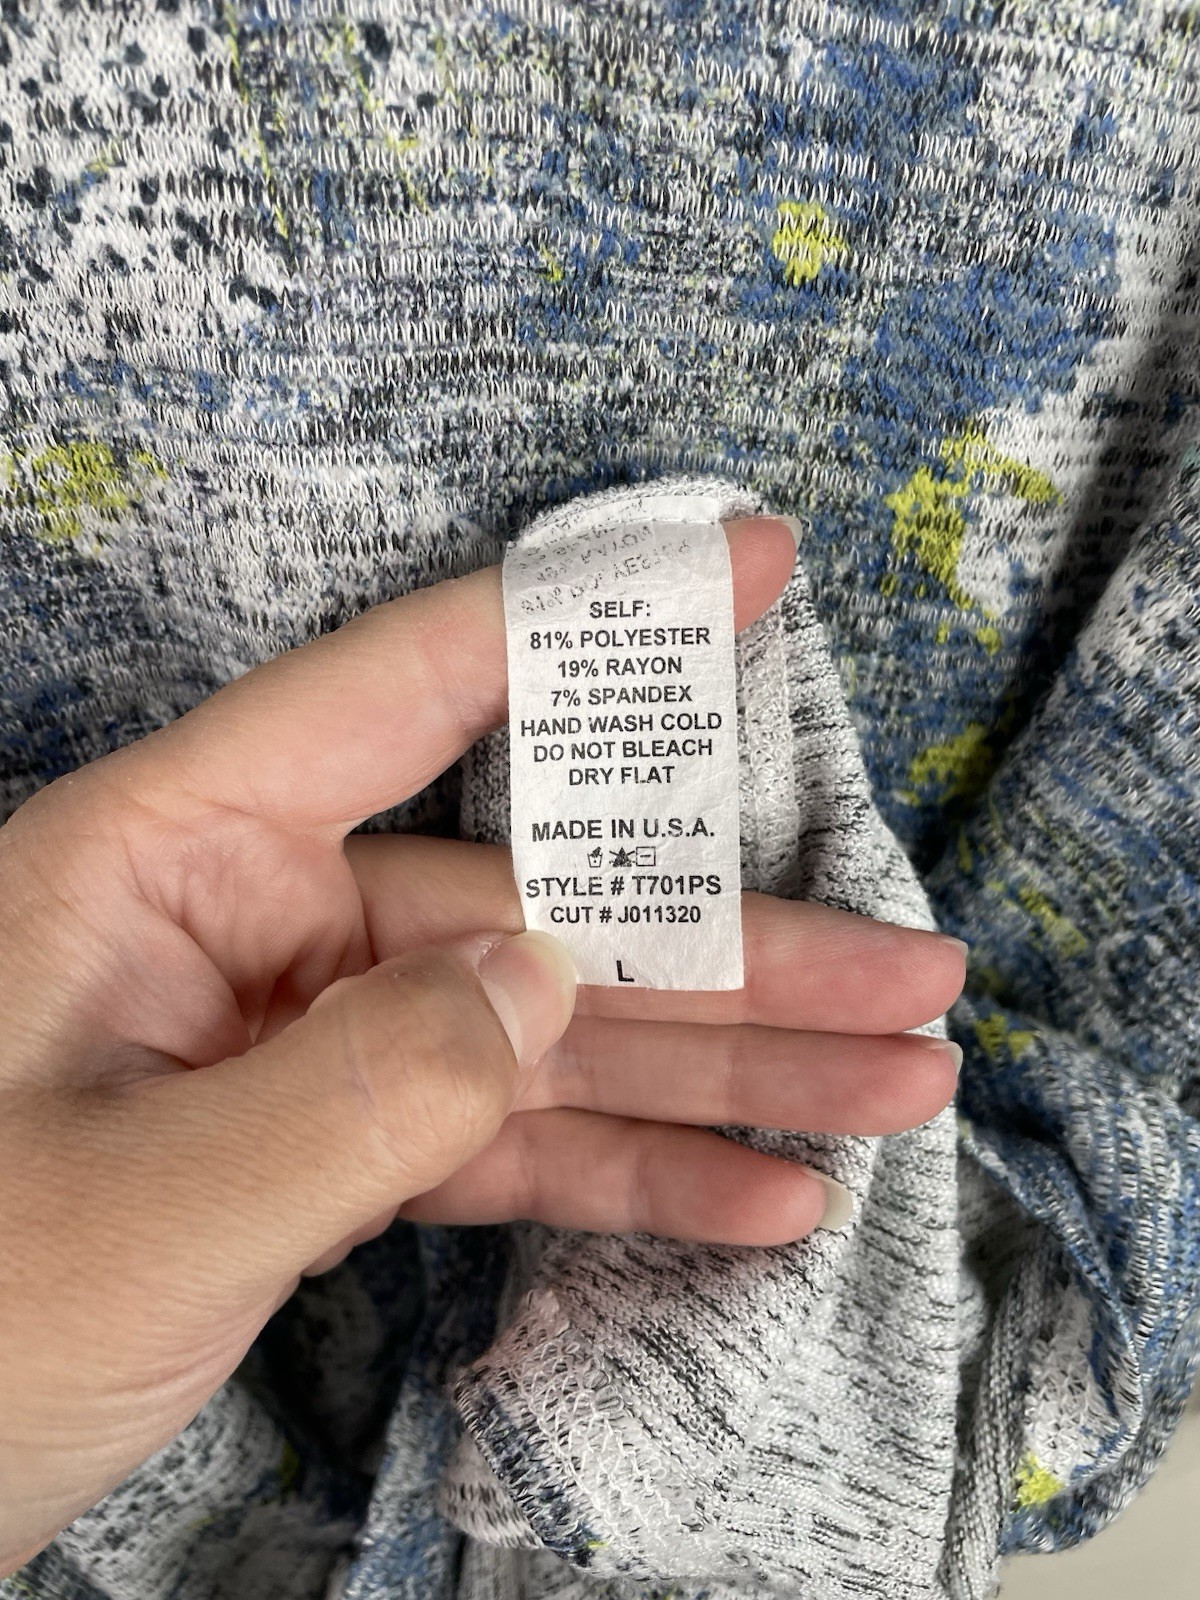 SELF:
81% POLYESTER
19% RAYON
7% SPANDEX
HAND WASH COLD
DO NOT BLEACH
DRY FLAT
MADE IN U.S.A.
STYLE # T701PS
CUT # J011320
L